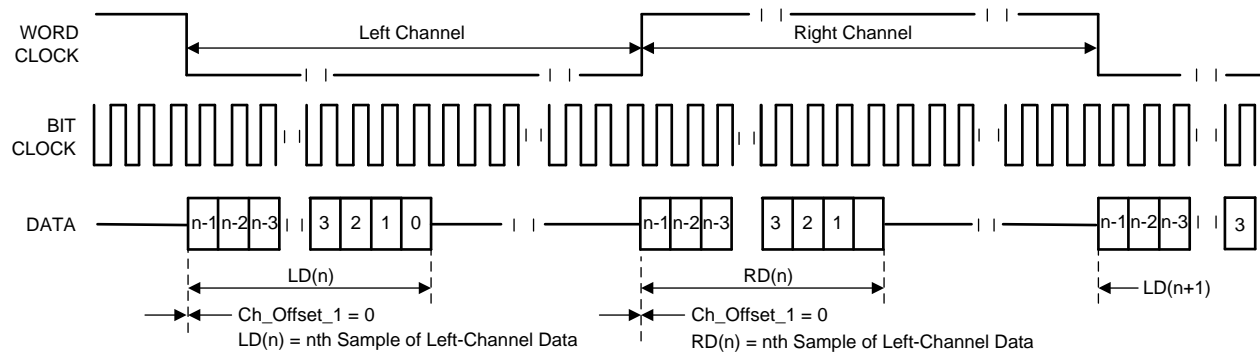 WORD
CLOCK
Left Channel
Right Channel
BIT
CLOCK
DATA
n-1 n-2 n-3 3 2 1 0 n-1 n-2 n-3 3 2 1 n-1 n-2 n-3 3
LD(n)
RD(n)
LD(n+1)
Ch_Offset_1 = 0
LD(n) = nth Sample of Left-Channel Data
Ch_Offset_1 = 0
RD(n) = nth Sample of Left-Channel Data